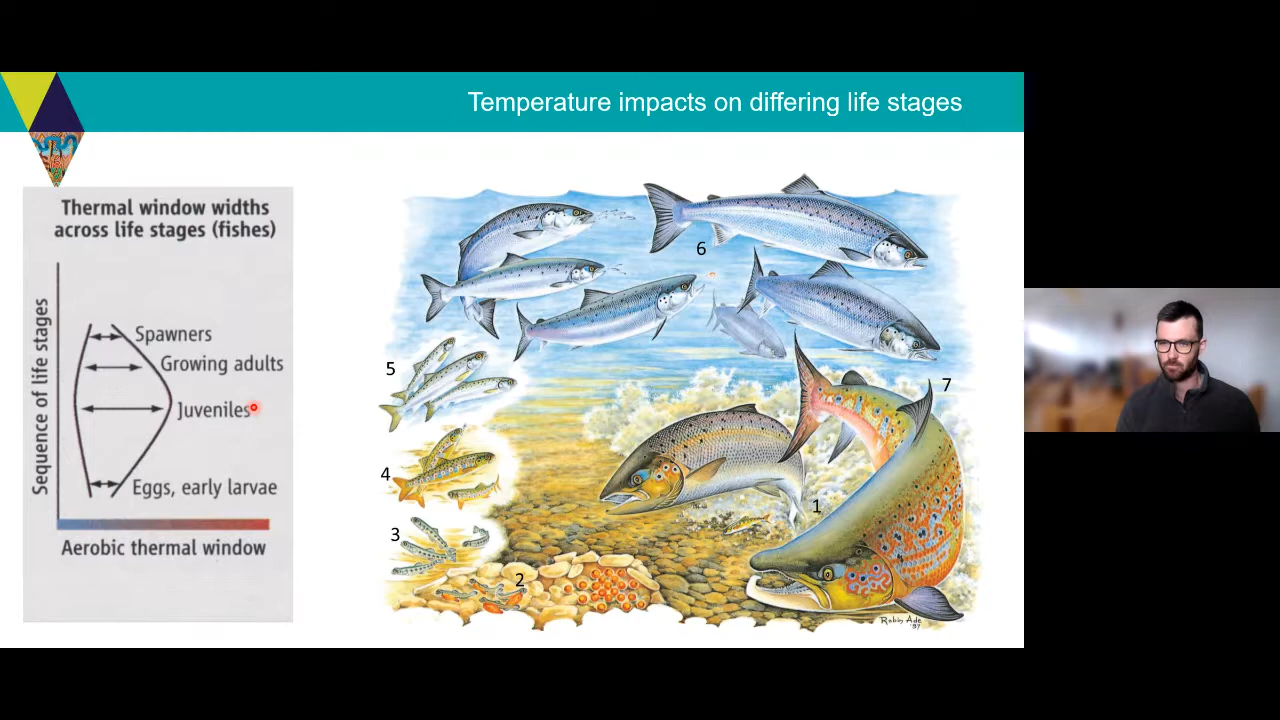 Temperature impacts on differing life stages
Thermal window widths
across life stages (fishes)
Sequence of life stages
Spawners
Growing adults
Juveniles
Eggs, early larvae
Aerobic thermal window
6
5
7
4
1
3
2
Robin Ade
'97